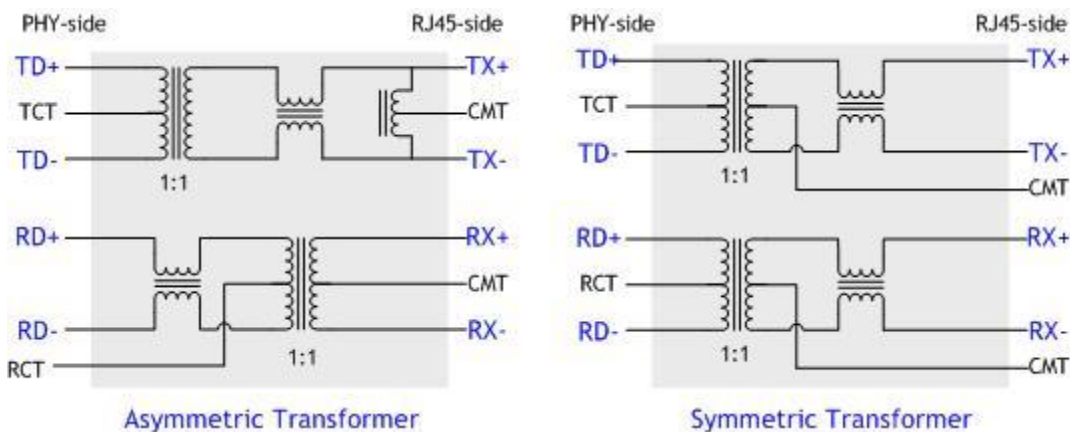 PHY-side RJ45-side
TD+ TX+
TCT CMT
TD- TX-
1:1
RD+ RX+
CMT
RD- RX-
1:1
RCT
Asymmetric Transformer
PHY-side RJ45-side
TD+ TX+
TCT
TD- TX-
1:1
CMT
RD+ RX+
RCT
RD- RX-
1:1
CMT
Symmetric Transformer